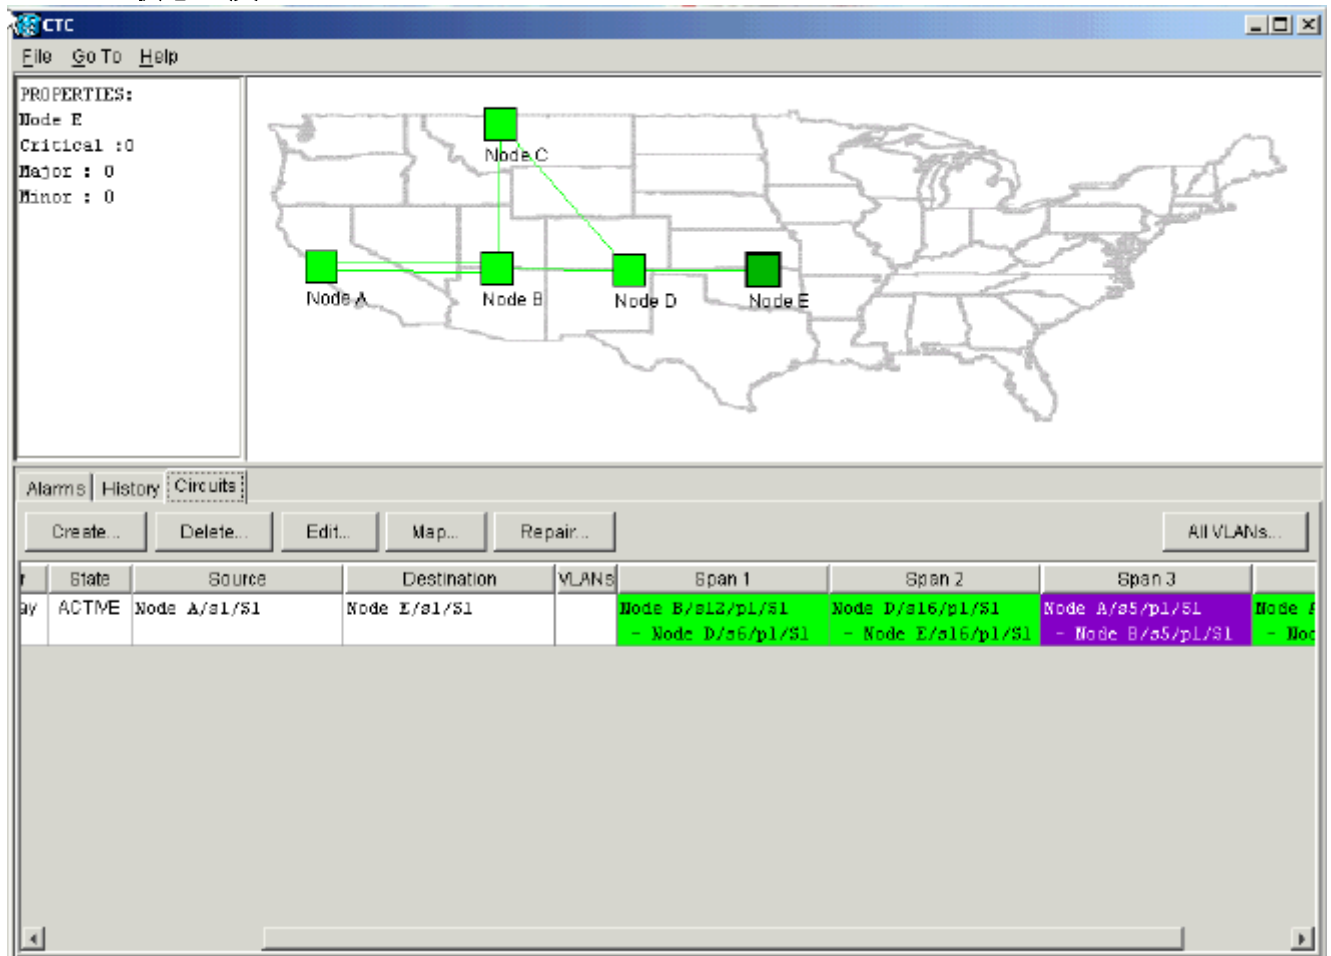 CTC
File Go To Help
PROPERTIES:
Node E
Critical :0
Major : 0
Minor : 0
Node C
Node A
Node B
Node D
Node E
Alarms History Circuits
Create... Delete... Edit... Map... Repair... All VLANs...
r State Source Destination VLANs Span 1 Span 2 Span 3
ay ACTIVE Node A/s1/S1 Node E/s1/S1 Node B/s12/p1/S1 Node D/s16/p1/S1 Node A/s5/p1/S1 Node
- Node D/s6/p1/S1 - Node E/s16/p1/S1 - Node B/s5/p1/S1 -